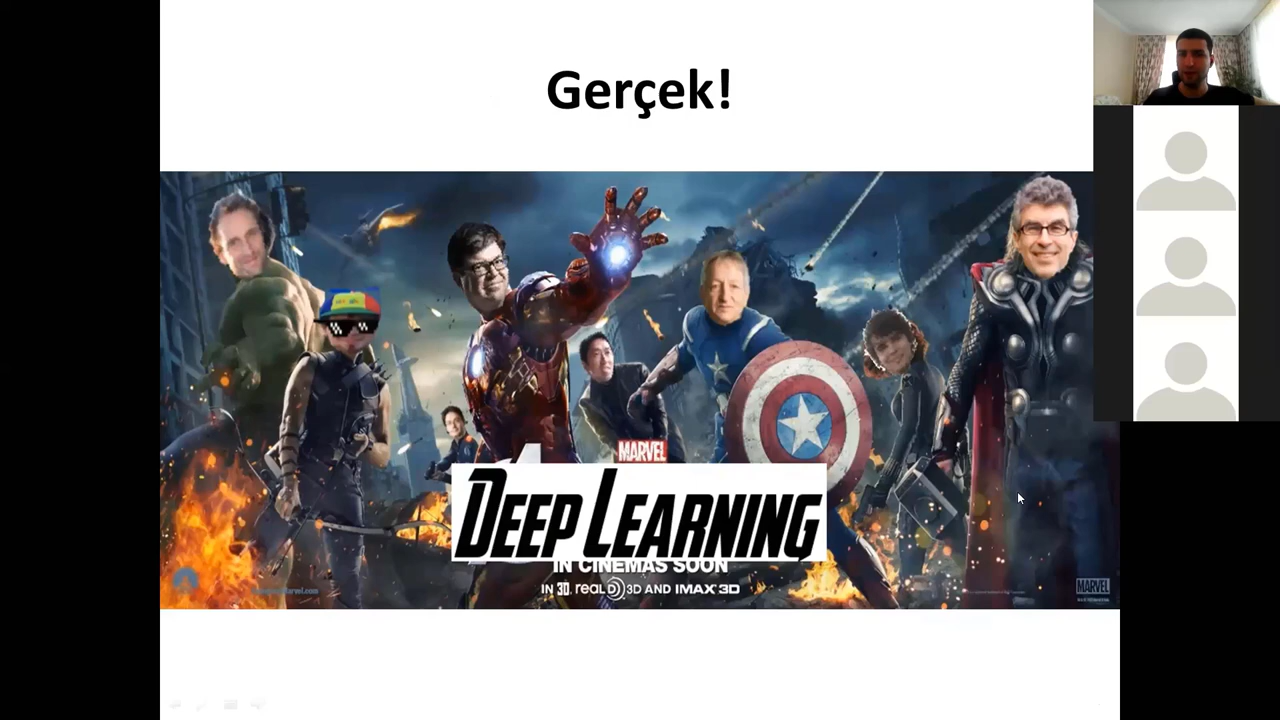 Gerçek!
MARVEL
DEEP LEARNING
IN CINEMAS SOON
IN 3D, REAL D 3D AND IMAX 3D
MARVEL